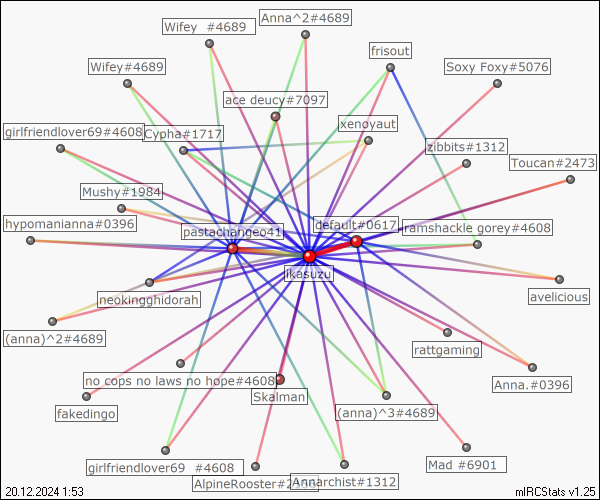 Anna^2#4689
Wifey  #4689
frisout
Wifey#4689
Soxy Foxy#5076
ace deucy#7097
xenoyaut
girlfriendlover69#4608
Cypha#1717
zibbits#1312
Toucan#2473
Mushy#1984
hypomanianna#0396
default#0617
ramshackle gorey#4608
pastachangeo41
ikasuzu
neokingghidorah
avelicious
(anna)^2#4689
rattgaming
no cops no laws no hope#4608
Anna.#0396
Skalman
fakedingo
(anna)^3#4689
girlfriendlover69  #4608
Mad #6901
Annarchist#1312
20.12.2024 1:53
mIRCStats v1.25